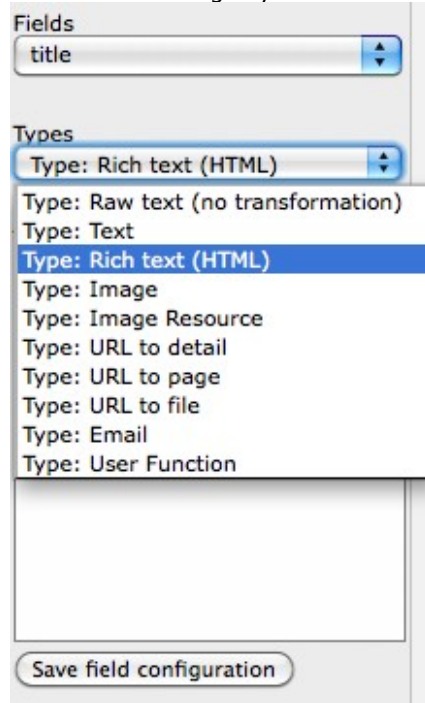 Fields
title
Types
Type: Rich text (HTML)
Type: Raw text (no transformation)
Type: Text
Type: Rich text (HTML)
Type: Image
Type: Image Resource
Type: URL to detail
Type: URL to page
Type: URL to file
Type: Email
Type: User Function
Save field configuration